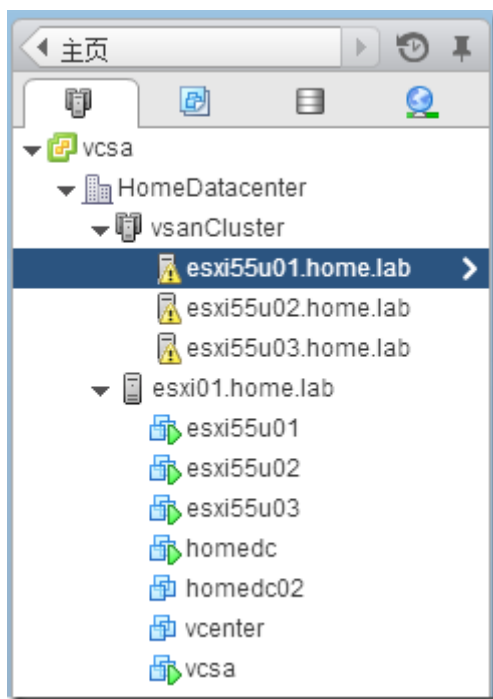 主页
vcsa
HomeDatacenter
vsanCluster
esxi55u01.home.lab
esxi55u02.home.lab
esxi55u03.home.lab
esxi01.home.lab
esxi55u01
esxi55u02
esxi55u03
homedc
homedc02
vcenter
vcsa